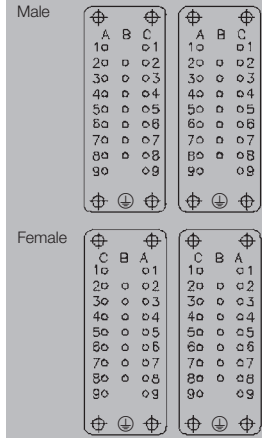 Male
A B C A B C
1 1 1 1
2 2 2 2
3 3 3 3
4 4 4 4
5 5 5 5
6 6 6 6
7 7 7 7
8 8 8 8
9 9 9 9
Female
C B A C B A
1 1 1 1
2 2 2 2
3 3 3 3
4 4 4 4
5 5 5 5
6 6 6 6
7 7 7 7
8 8 8 8
9 9 9 9